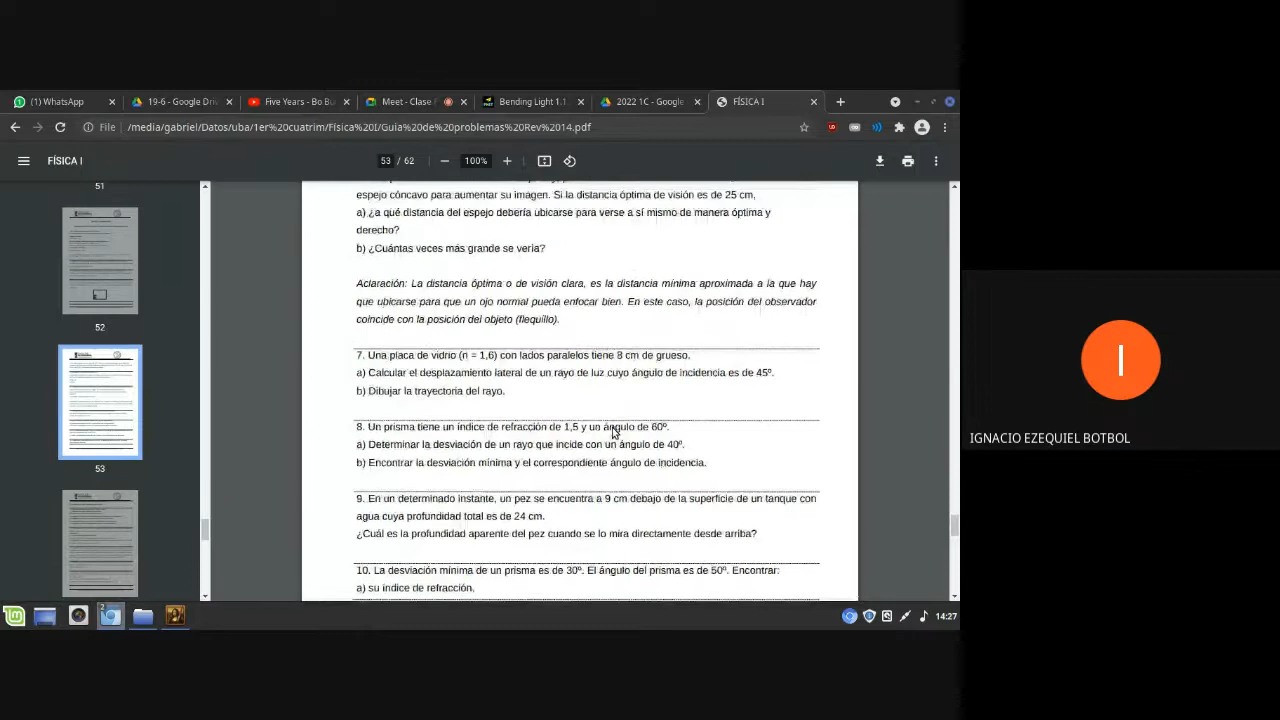 (1) WhatsApp
19-6 - Google Dri
Five Years - Bo Bu
Meet - Clase F
Bending Light 1.1.
2022 1C - Google
FÍSICA I
File
/media/gabriel/Datos/uba/1er%20cuatrim/Física%20I/Guia%20de%20problemas%20Rev%2014.pdf
FÍSICA I
53 / 62
100%
51
52
53
espejo cóncavo para aumentar su imagen. Si la distancia óptima de visión es de 25 cm,
a) ¿a qué distancia del espejo debería ubicarse para verse a sí mismo de manera óptima y
derecho?
b) ¿Cuántas veces más grande se vería?
Aclaración: La distancia óptima o de visión clara, es la distancia mínima aproximada a la que hay
que ubicarse para que un ojo normal pueda enfocar bien. En este caso, la posición del observador
coincide con la posición del objeto (flequillo).
7. Una placa de vidrio (n = 1,6) con lados paralelos tiene 8 cm de grueso.
a) Calcular el desplazamiento lateral de un rayo de luz cuyo ángulo de incidencia es de 45º.
b) Dibujar la trayectoria del rayo.
8. Un prisma tiene un índice de refracción de 1,5 y un ángulo de 60º.
a) Determinar la desviación de un rayo que incide con un ángulo de 40º.
b) Encontrar la desviación mínima y el correspondiente ángulo de incidencia.
9. En un determinado instante, un pez se encuentra a 9 cm debajo de la superficie de un tanque con
agua cuya profundidad total es de 24 cm.
¿Cuál es la profundidad aparente del pez cuando se lo mira directamente desde arriba?
10. La desviación mínima de un prisma es de 30º. El ángulo del prisma es de 50º. Encontrar:
a) su índice de refracción.
I
IGNACIO EZEQUIEL BOTBOL
2
14:27